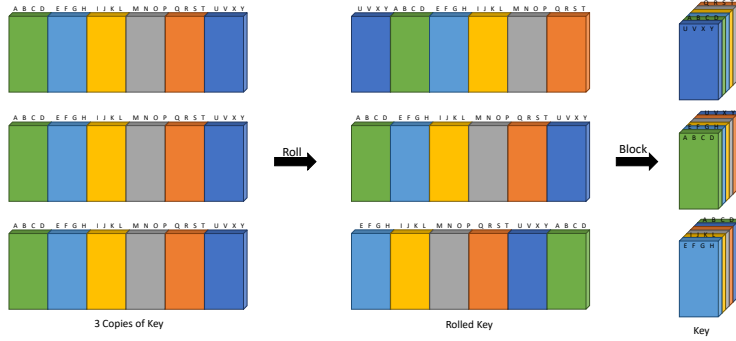 A B C D E F G H I J K L M N O P Q R S T U V X Y
U V X Y A B C D E F G H I J K L M N O P Q R S T
Q R S T
A B C D
U V X Y
A B C D E F G H I J K L M N O P Q R S T U V X Y
Roll
A B C D E F G H I J K L M N O P Q R S T U V X Y
Block
E F G H
A B C D
A B C D E F G H I J K L M N O P Q R S T U V X Y
E F G H I J K L M N O P Q R S T U V X Y A B C D
A B C D
I J K L
E F G H
3 Copies of Key
Rolled Key
Key